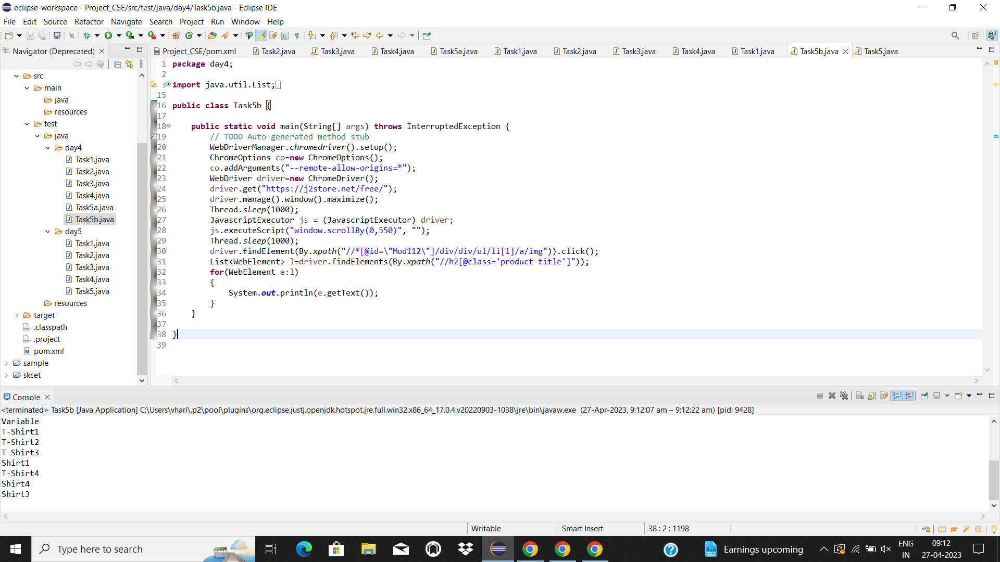 eclipse-workspace - Project_CSE/src/test/java/day4/Task5b.java - Eclipse IDE
File Edit Source Refactor Navigate Search Project Run Window Help
Navigator (Deprecated)
Project_CSE/pom.xml Task2.java Task3.java Task4.java Task5a.java Task1.java Task2.java Task3.java Task4.java Task1.java Task5b.java Task5.java
src
main
java
resources
test
java
day4
Task1.java
Task2.java
Task3.java
Task4.java
Task5a.java
Task5b.java
day5
Task1.java
Task2.java
Task3.java
Task4.java
Task5.java
resources
target
.classpath
.project
pom.xml
sample
skcet
1 package day4;
2
3 import java.util.List;
15
16 public class Task5b {
17
18 public static void main(String[] args) throws InterruptedException {
19 // TODO Auto-generated method stub
20 WebDriverManager.chromedriver().setup();
21 ChromeOptions co=new ChromeOptions();
22 co.addArguments("--remote-allow-origins=*");
23 WebDriver driver=new ChromeDriver();
24 driver.get("https://j2store.net/free/");
25 driver.manage().window().maximize();
26 Thread.sleep(1000);
27 JavascriptExecutor js = (JavascriptExecutor) driver;
28 js.executeScript("window.scrollBy(0,550)", "");
29 Thread.sleep(1000);
30 driver.findElement(By.xpath("//*[@id=\"Mod112\"]/div/div/ul/li[1]/a/img")).click();
31 List<WebElement> l=driver.findElements(By.xpath("//h2[@class='product-title']"));
32 for(WebElement e:l)
33 {
34 System.out.println(e.getText());
35 }
36 }
37
38 }
39
Console
<terminated> Task5b [Java Application] C:\Users\vhari\.p2\pool\plugins\org.eclipse.justj.openjdk.hotspot.jre.full.win32.x86_64_17.0.4.v20220903-1038\jre\bin\javaw.exe (27-Apr-2023, 9:12:07 am – 9:12:22 am) [pid: 9428]
Variable
T-Shirt1
T-Shirt2
T-Shirt3
Shirt1
T-Shirt4
Shirt4
Shirt3
Writable Smart Insert 38 : 2 : 1198
Type here to search
Earnings upcoming
ENG
IN
09:12
27-04-2023